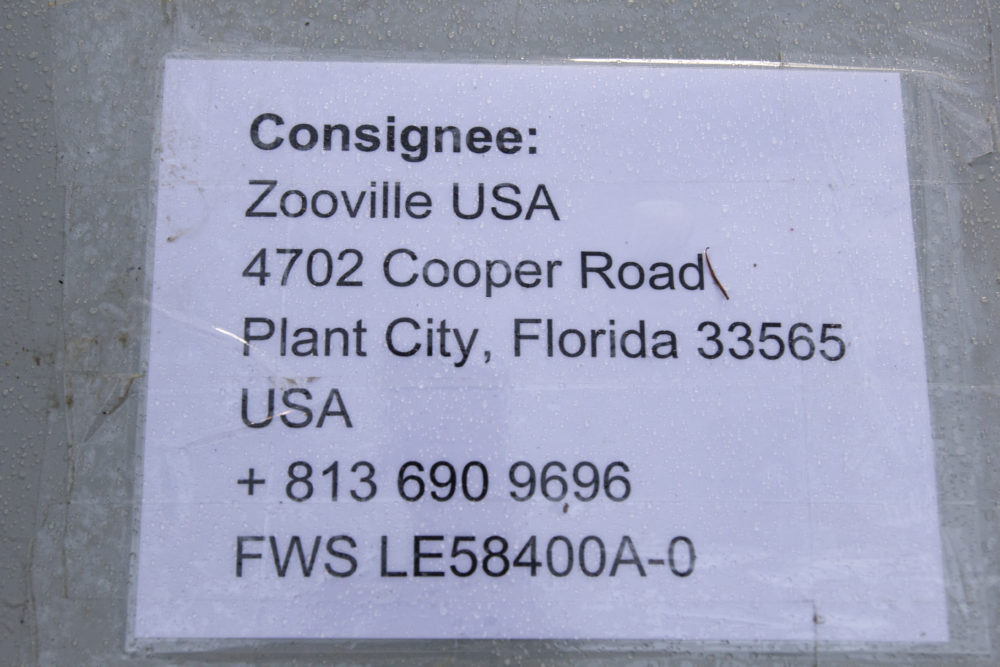 Consignee:
Zooville USA
4702 Cooper Road
Plant City, Florida 33565
USA
+ 813 690 9696
FWS LE58400A-0